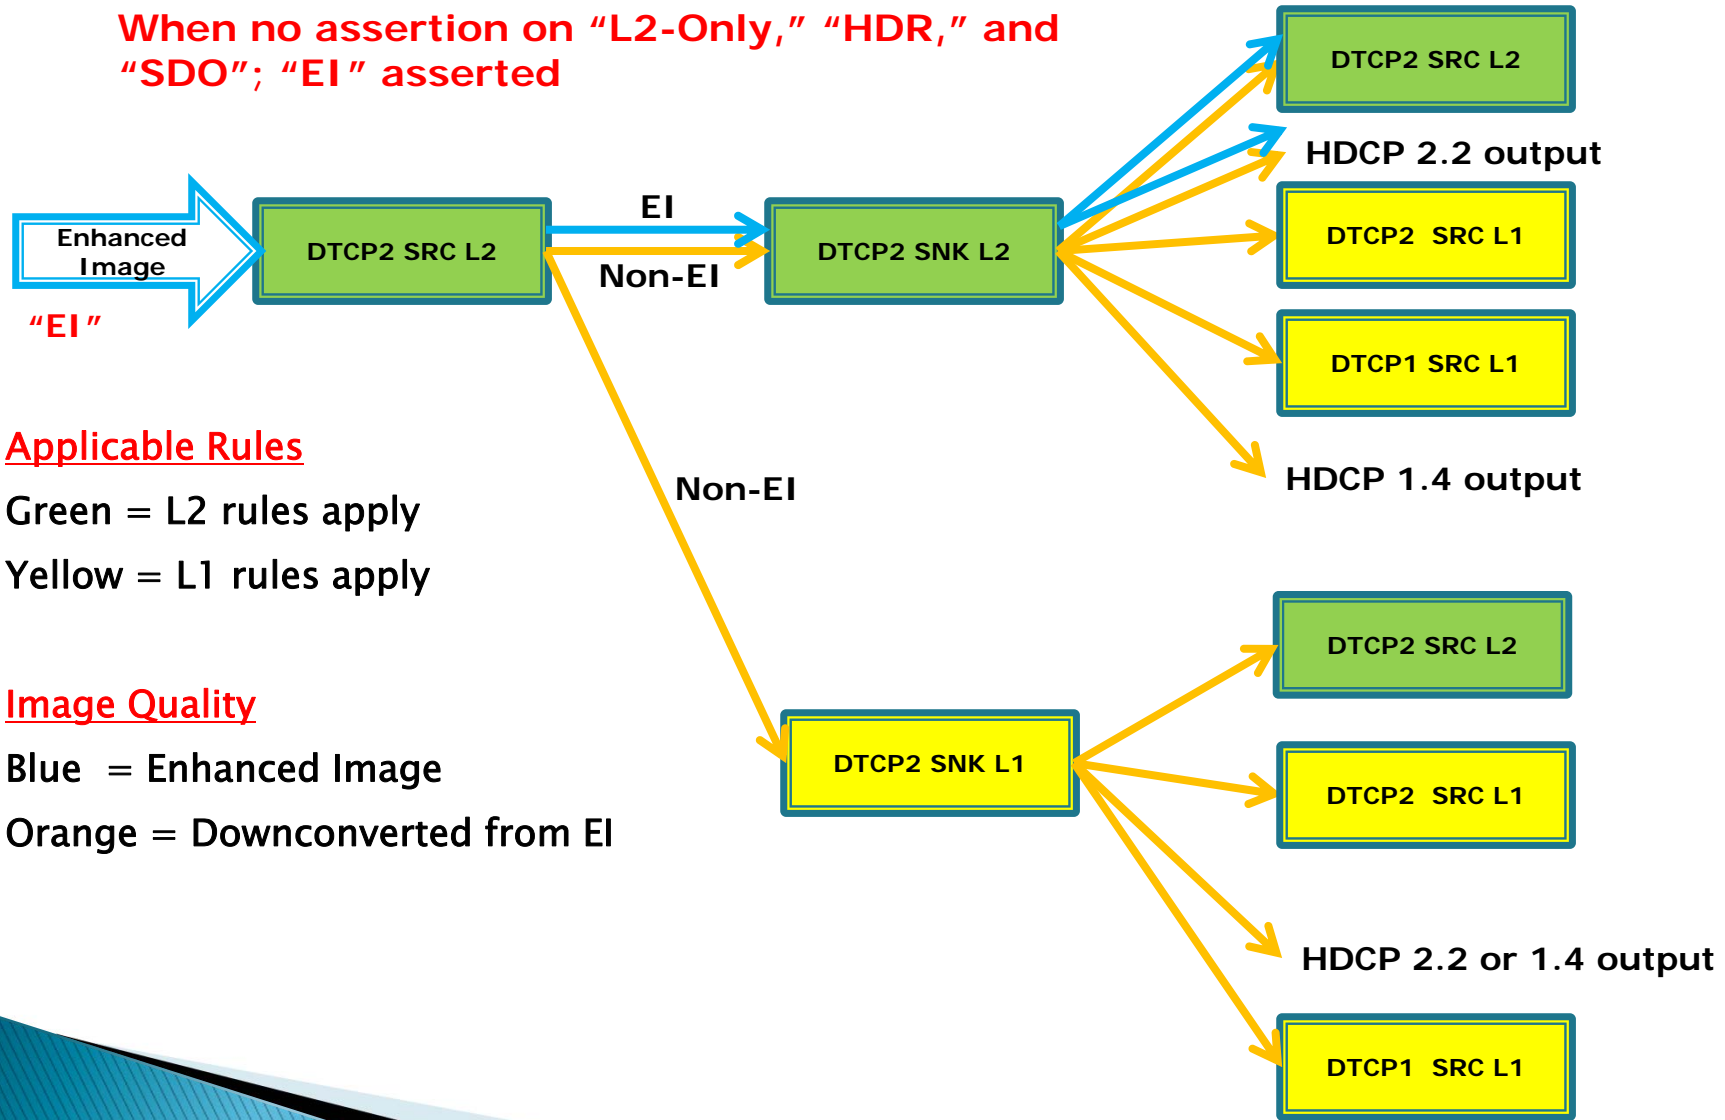 When no assertion on “L2-Only,” “HDR,” and
“SDO”; “EI” asserted
DTCP2 SRC L2
HDCP 2.2 output
EI
Enhanced
Image
DTCP2 SRC L2
DTCP2 SNK L2
DTCP2 SRC L1
Non-EI
“EI”
DTCP1 SRC L1
Applicable Rules
HDCP 1.4 output
Non-EI
Green = L2 rules apply
Yellow = L1 rules apply
DTCP2 SRC L2
Image Quality
Blue = Enhanced Image
DTCP2 SNK L1
DTCP2 SRC L1
Orange = Downconverted from EI
HDCP 2.2 or 1.4 output
DTCP1 SRC L1